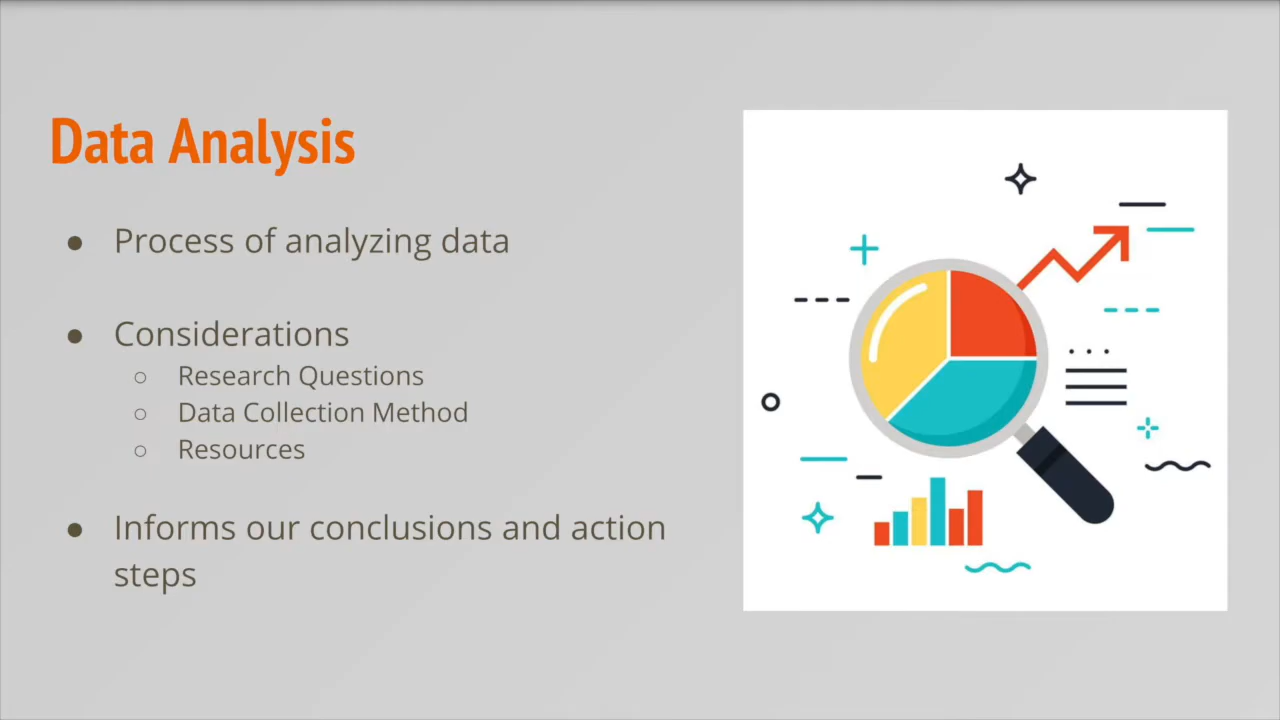 Data Analysis
● Process of analyzing data
● Considerations
○ Research Questions
○ Data Collection Method
○ Resources
● Informs our conclusions and action
steps